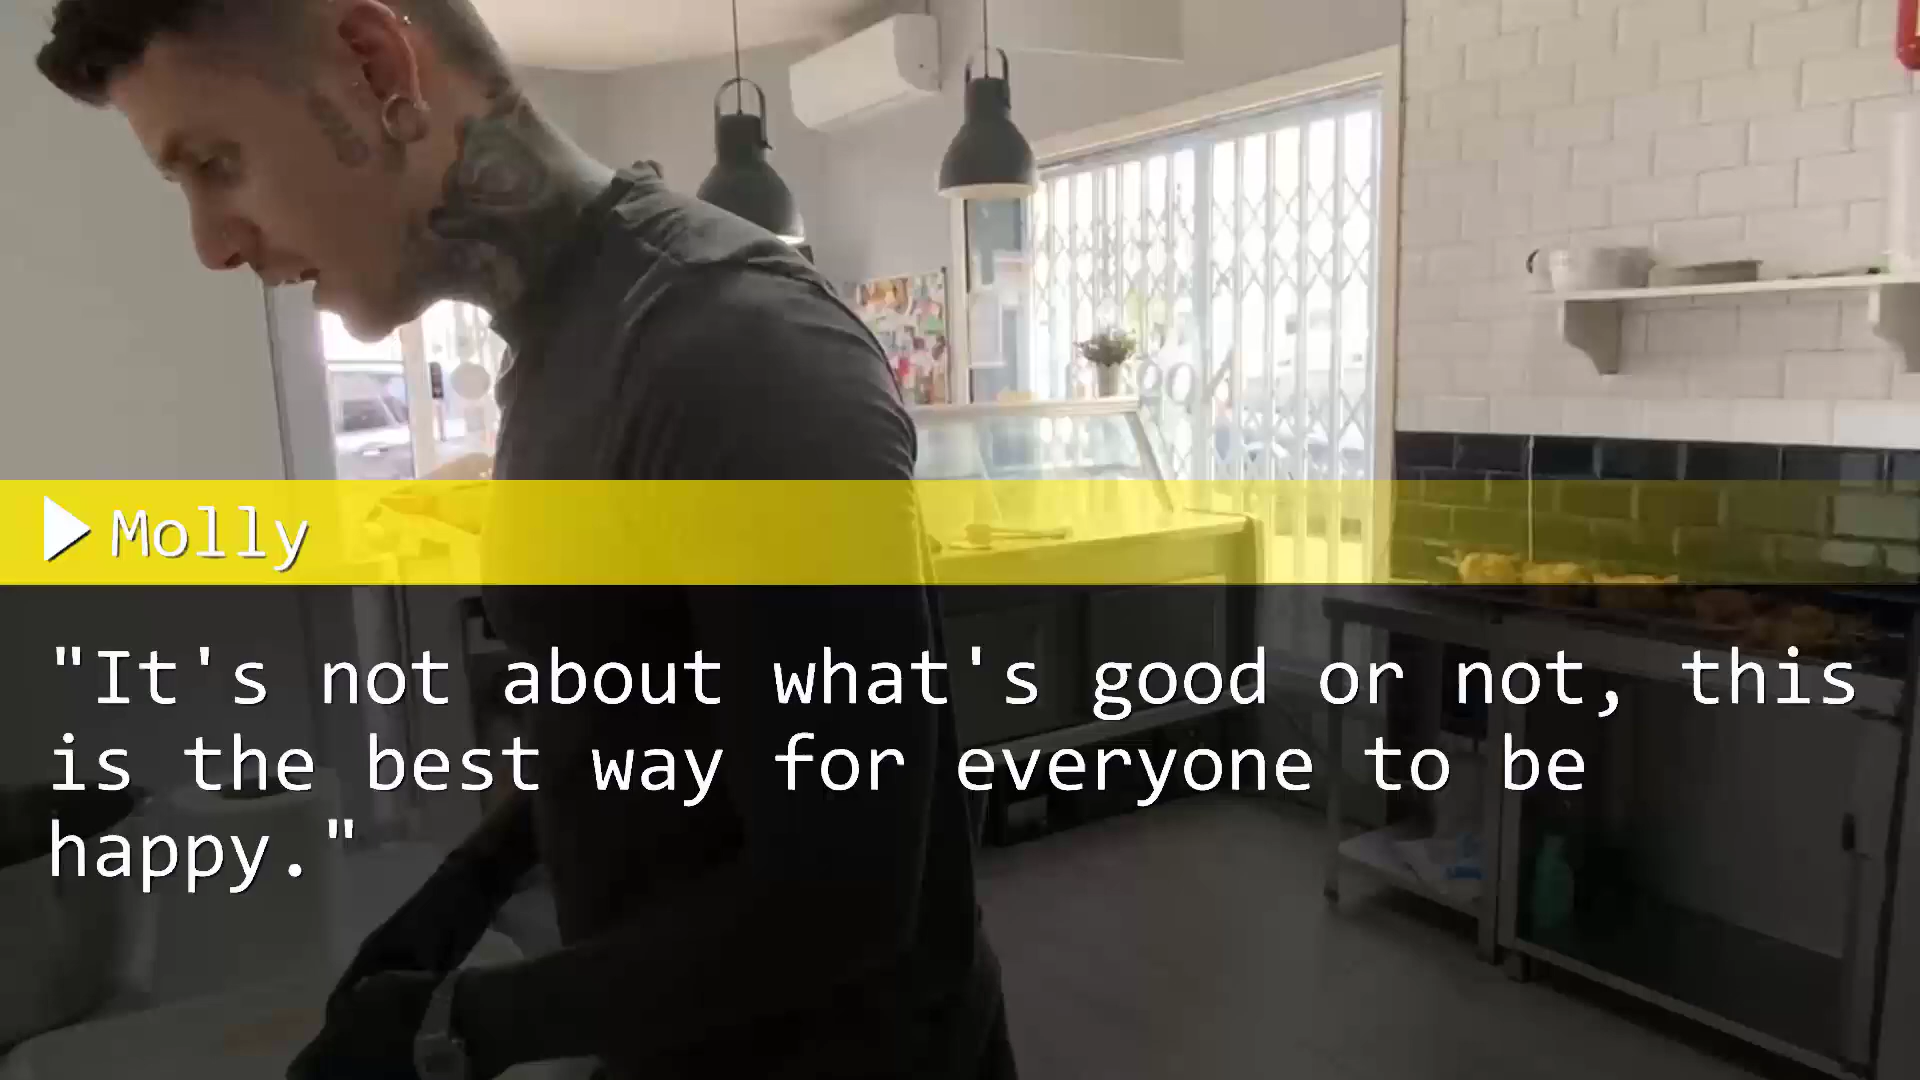 Molly
"It's not about what's good or not, this
is the best way for everyone to be
happy."